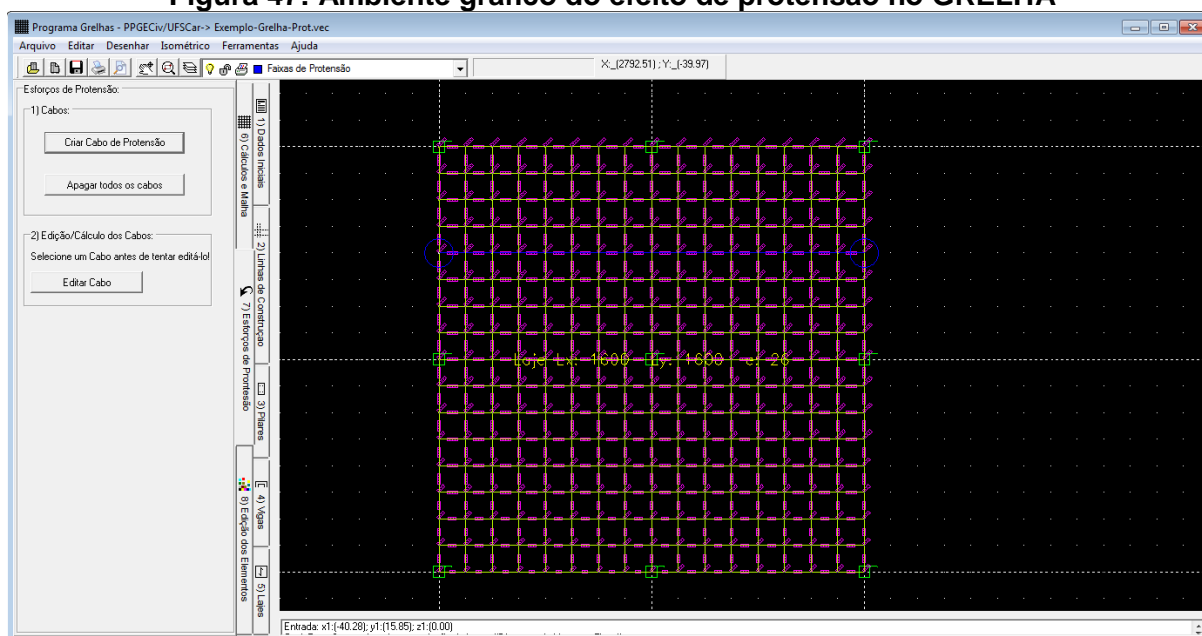 Figura 47: Ambiente gráfico do efeito de protensão no GRELHA
Programa Grelhas - PPGECiv/UFSCar-> Exemplo-Grelha-Prot.vec
Arquivo Editar Desenhar Isométrico Ferramentas Ajuda
Faixas de Protensão
X:_(2792.51) ; Y:_(-39.97)
Esforços de Protensão:
1) Cabos:
Criar Cabo de Protensão
Apagar todos os cabos
2) Edição/Cálculo dos Cabos:
Selecione um Cabo antes de tentar editá-lo!
Editar Cabo
6) Cálculos e Malha
7) Esforços de Prontesão
8) Edição dos Elementos
1) Dados Iniciais
2) Linhas de Construçao
3) Pilares
4) Vigas
5) Lajes
Laje Lx: 1600 Ly: 1600 e: 26
Entrada: x1:(-40.28); y1:(15.85); z1:(0.00)